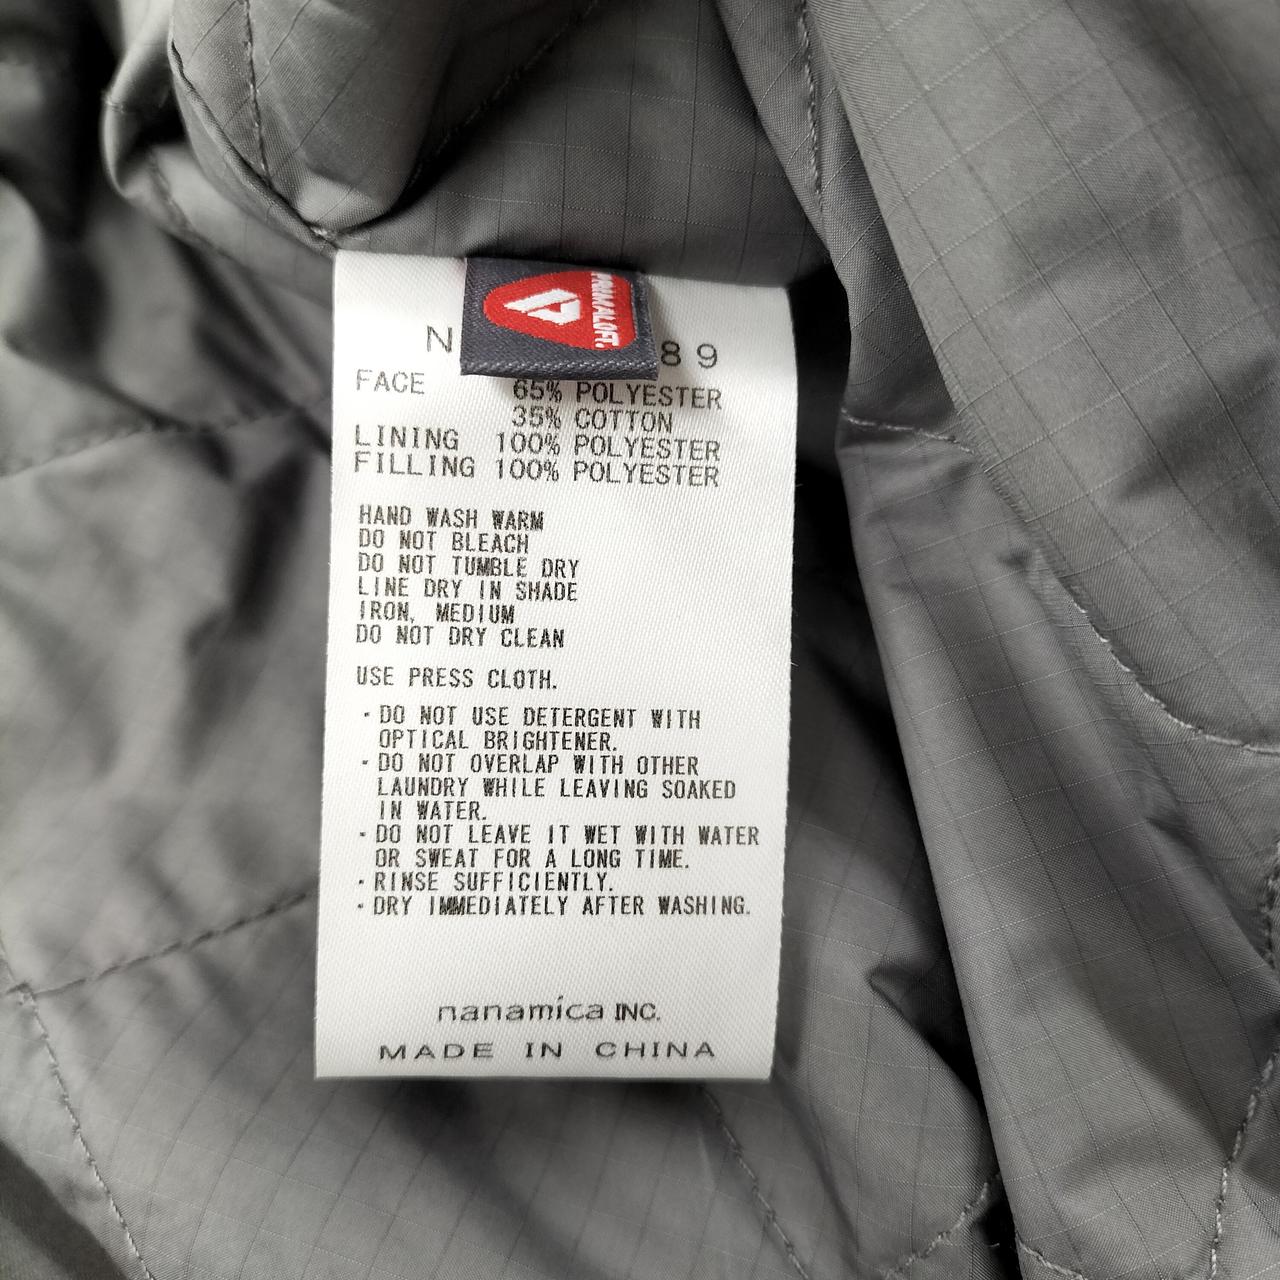 PRIMALOFT.
N 89
FACE 65% POLYESTER
35% COTTON
LINING 100% POLYESTER
FILLING 100% POLYESTER
HAND WASH WARM
DO NOT BLEACH
DO NOT TUMBLE DRY
LINE DRY IN SHADE
IRON, MEDIUM
DO NOT DRY CLEAN
USE PRESS CLOTH.
・DO NOT USE DETERGENT WITH
OPTICAL BRIGHTENER.
・DO NOT OVERLAP WITH OTHER
LAUNDRY WHILE LEAVING SOAKED
IN WATER.
・DO NOT LEAVE IT WET WITH WATER
OR SWEAT FOR A LONG TIME.
・RINSE SUFFICIENTLY.
・DRY IMMEDIATELY AFTER WASHING.
nanamica INC.
MADE IN CHINA